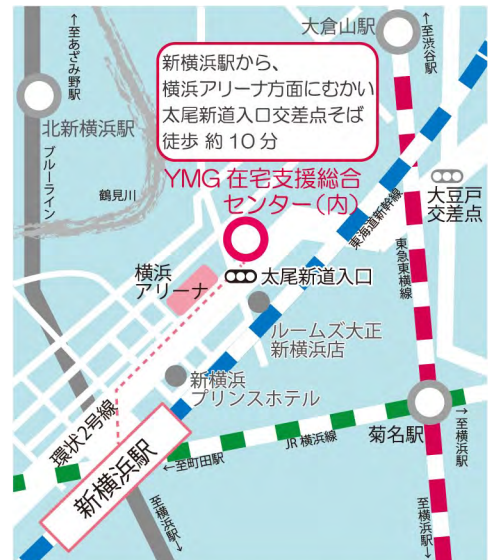 大倉山駅
←至渋谷駅
←至あざみ野駅
新横浜駅から、
横浜アリーナ方面にむかい
太尾新道入口交差点そば
徒歩 約10分
北新横浜駅
ブルーライン
鶴見川
YMG 在宅支援総合
センター(内)
大豆戸
交差点
東海道新幹線
東急東横線
横浜
アリーナ
太尾新道入口
ルームズ大正
新横浜店
新横浜
プリンスホテル
環状2号線
JR 横浜線
菊名駅
→至横浜駅
←至町田駅
新横浜駅
至横浜駅→
至横浜駅→